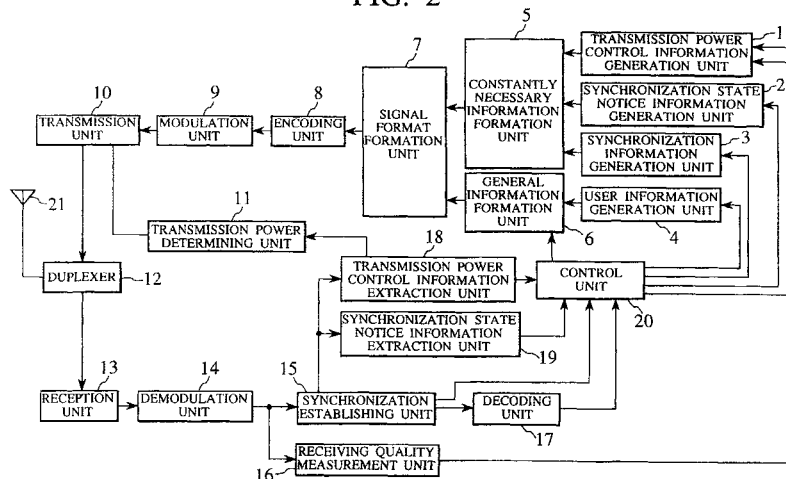 FIG. 2
1
TRANSMISSION POWER
CONTROL INFORMATION
GENERATION UNIT
2
SYNCHRONIZATION STATE
NOTICE INFORMATION
GENERATION UNIT
3
SYNCHRONIZATION
INFORMATION
GENERATION UNIT
USER INFORMATION
GENERATION UNIT
4
5
CONSTANTLY
NECESSARY
INFORMATION
FORMATION UNIT
GENERAL
INFORMATION
FORMATION
UNIT
6
7
SIGNAL
FORMAT
FORMATION
UNIT
8
ENCODING
UNIT
9
MODULATION
UNIT
10
TRANSMISSION
UNIT
21
11
TRANSMISSION POWER
DETERMINING UNIT
DUPLEXER
12
18
TRANSMISSION POWER
CONTROL INFORMATION
EXTRACTION UNIT
CONTROL
UNIT
20
SYNCHRONIZATION STATE
NOTICE INFORMATION
EXTRACTION UNIT
19
13
RECEPTION
UNIT
14
DEMODULATION
UNIT
15
SYNCHRONIZATION
ESTABLISHING UNIT
DECODING
UNIT
17
RECEIVING QUALITY
MEASUREMENT UNIT
16